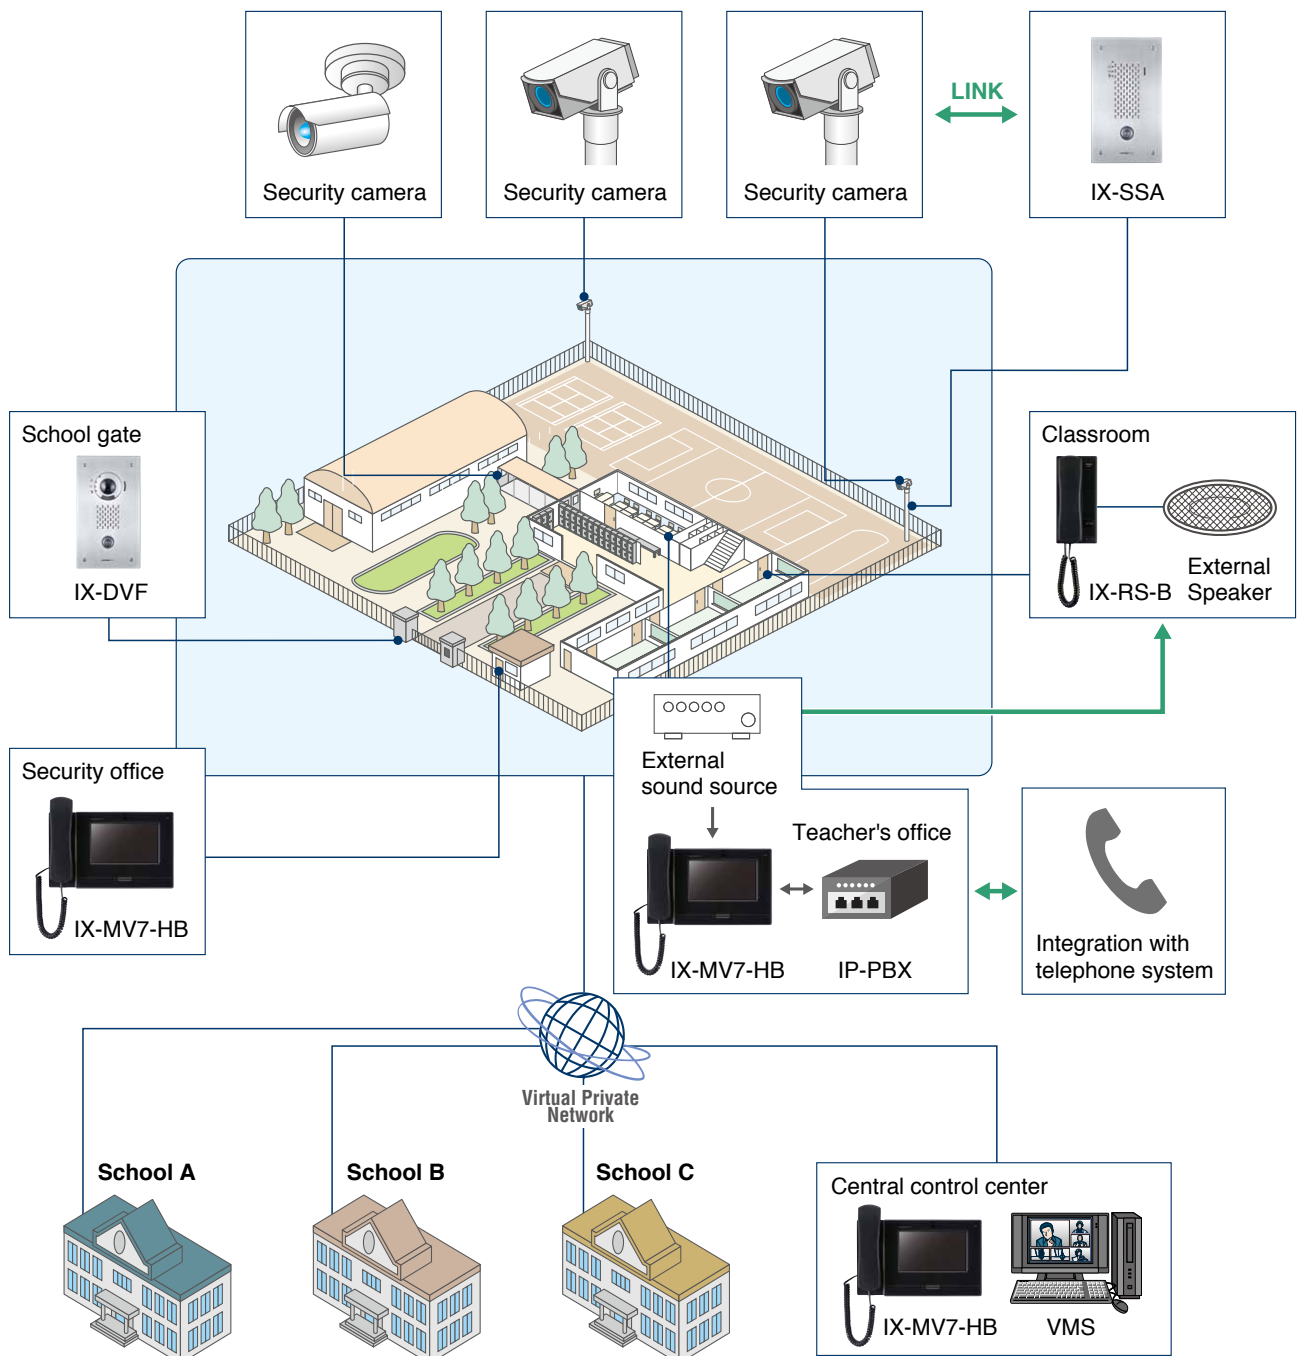 Security camera
Security camera
Security camera
LINK
IX-SSA
School gate
IX-DVF
Classroom
IX-RS-B
External
Speaker
Security office
IX-MV7-HB
External
sound source
Teacher's office
IX-MV7-HB
IP-PBX
Integration with
telephone system
Virtual Private
Network
School A
School B
School C
Central control center
IX-MV7-HB
VMS